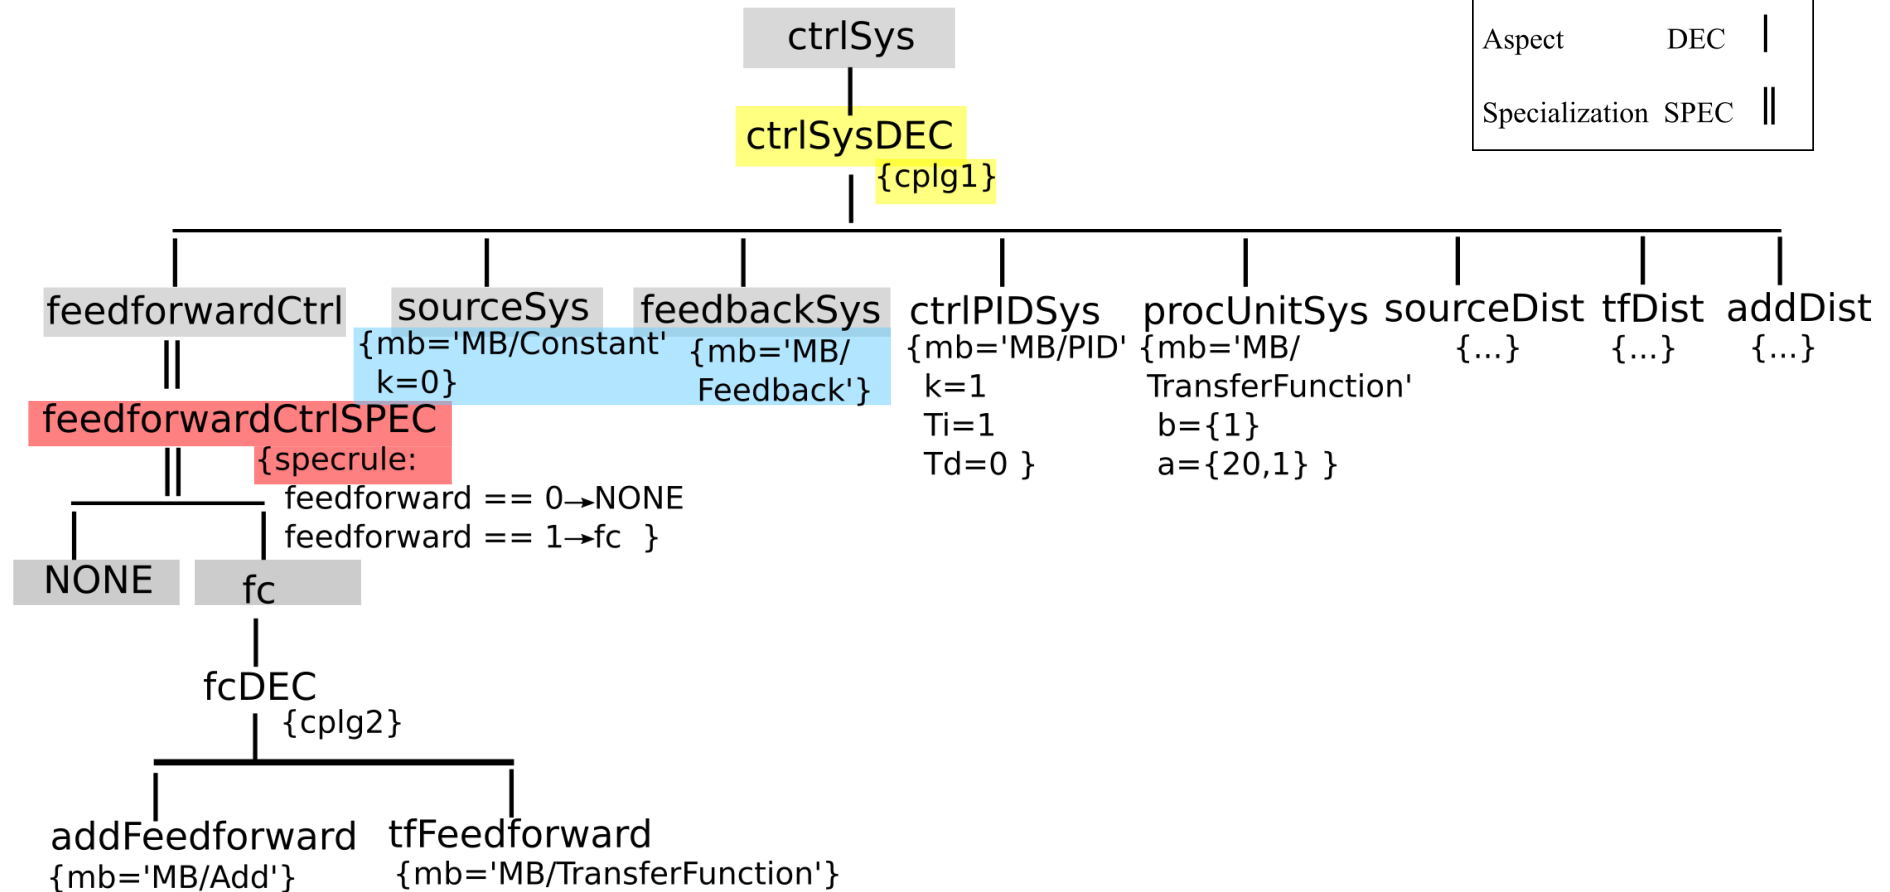 ctrlSys
Aspect DEC
Specialization SPEC
ctrlSysDEC
{cplg1}
feedforwardCtrl
sourceSys
{mb='MB/Constant'
k=0}
feedbackSys
{mb='MB/
Feedback'}
ctrlPIDSys
{mb='MB/PID'
k=1
Ti=1
Td=0 }
procUnitSys
{mb='MB/
TransferFunction'
b={1}
a={20,1} }
sourceDist
{...}
tfDist
{...}
addDist
{...}
feedforwardCtrlSPEC
{specrule:
feedforward == 0→NONE
feedforward == 1→fc }
NONE
fc
fcDEC
{cplg2}
addFeedforward
{mb='MB/Add'}
tfFeedforward
{mb='MB/TransferFunction'}